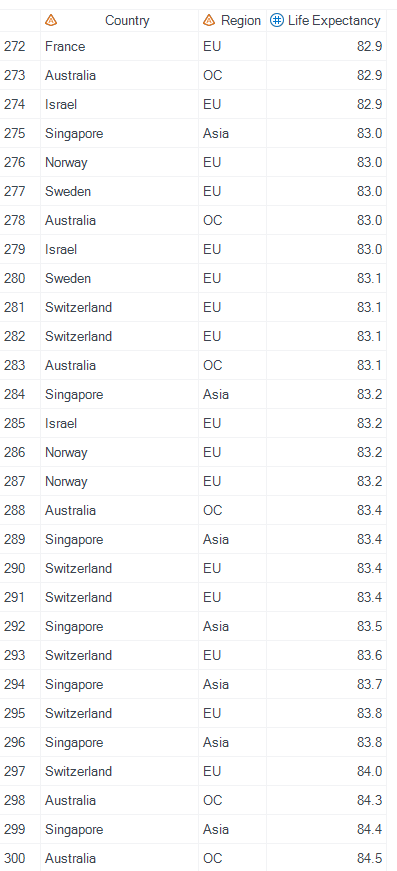 Country Region Life Expectancy
272 France EU 82.9
273 Australia OC 82.9
274 Israel EU 82.9
275 Singapore Asia 83.0
276 Norway EU 83.0
277 Sweden EU 83.0
278 Australia OC 83.0
279 Israel EU 83.0
280 Sweden EU 83.1
281 Switzerland EU 83.1
282 Switzerland EU 83.1
283 Australia OC 83.1
284 Singapore Asia 83.2
285 Israel EU 83.2
286 Norway EU 83.2
287 Norway EU 83.2
288 Australia OC 83.4
289 Singapore Asia 83.4
290 Switzerland EU 83.4
291 Switzerland EU 83.4
292 Singapore Asia 83.5
293 Switzerland EU 83.6
294 Singapore Asia 83.7
295 Switzerland EU 83.8
296 Singapore Asia 83.8
297 Switzerland EU 84.0
298 Australia OC 84.3
299 Singapore Asia 84.4
300 Australia OC 84.5